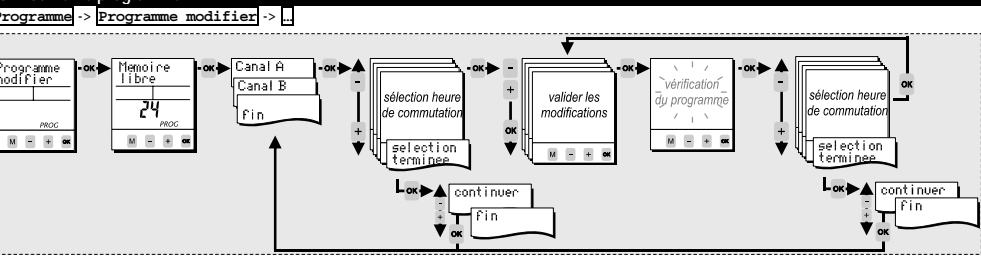 Programme -> Programme modifier -> ...
Programme
modifier
PROG
M - + OK
OK
Memoire
libre
24
PROG
M - + OK
OK
Canal A
Canal B
fin
OK
-
+
sélection heure
de commutation
selection
terminee
OK
-
+
OK
valider les
modifications
M - + OK
OK
vérification
du programme
M - + OK
OK
-
+
sélection heure
de commutation
selection
terminee
OK
OK
-
+
continuer
fin
OK
OK
-
+
continuer
fin
OK